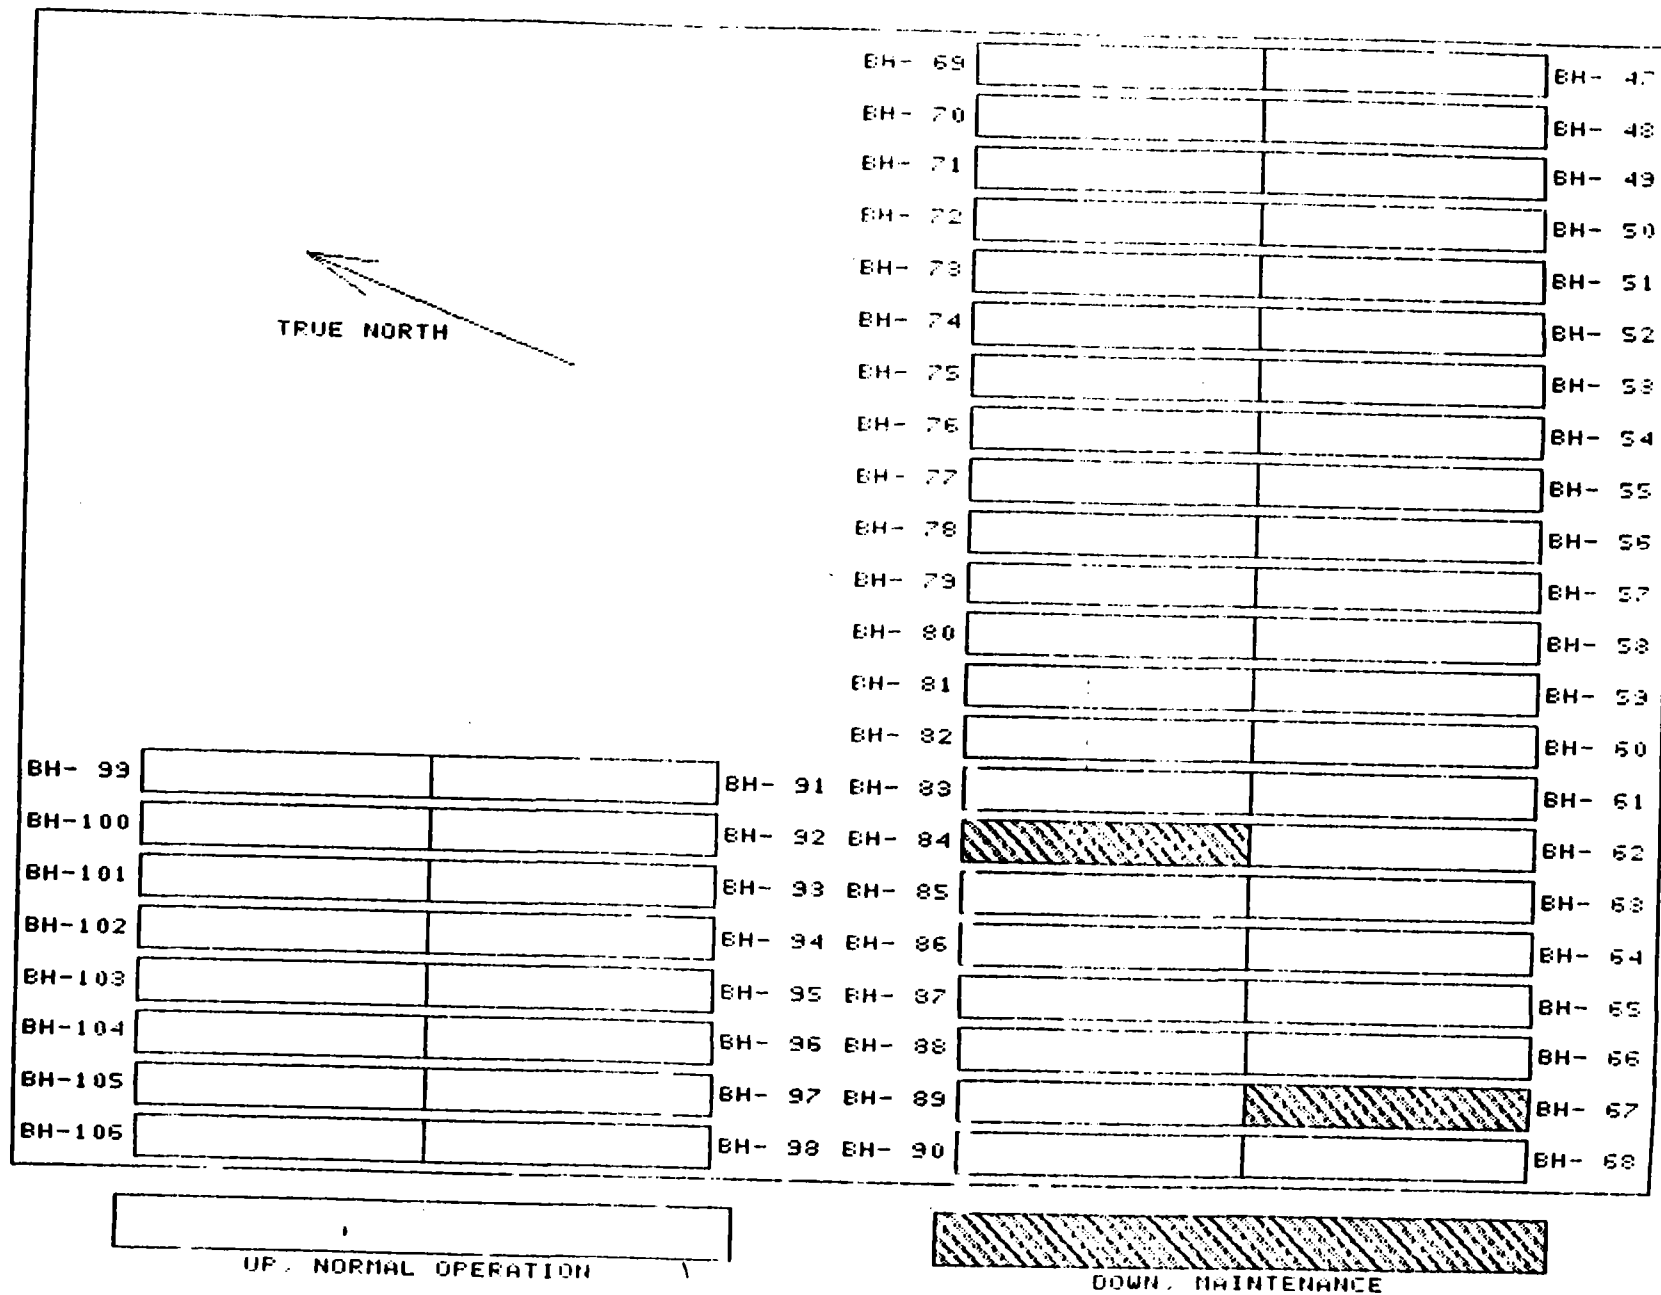 BH- 69 BH- 47
BH- 70 BH- 48
BH- 71 BH- 49
BH- 72 BH- 50
BH- 73 BH- 51
BH- 74 BH- 52
BH- 75 BH- 53
BH- 76 BH- 54
BH- 77 BH- 55
BH- 78 BH- 56
BH- 79 BH- 57
BH- 80 BH- 58
BH- 81 BH- 59
BH- 82 BH- 60
TRUE NORTH
BH- 99 BH- 91 BH- 83 BH- 61
BH-100 BH- 92 BH- 84 BH- 62
BH-101 BH- 93 BH- 85 BH- 63
BH-102 BH- 94 BH- 86 BH- 64
BH-103 BH- 95 BH- 87 BH- 65
BH-104 BH- 96 BH- 88 BH- 66
BH-105 BH- 97 BH- 89 BH- 67
BH-106 BH- 98 BH- 90 BH- 68
UP, NORMAL OPERATION
DOWN, MAINTENANCE